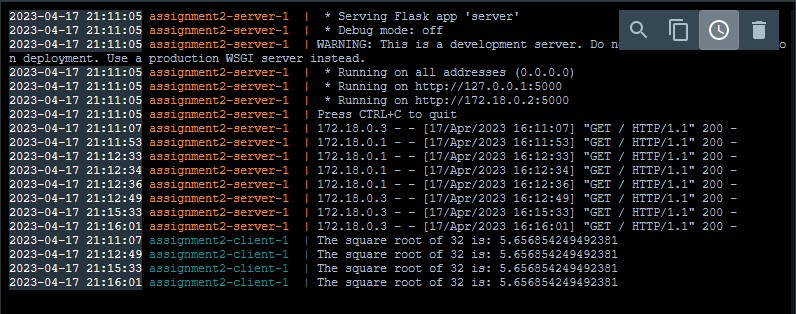 2023-04-17 21:11:05 assignment2-server-1  |  * Serving Flask app 'server'
2023-04-17 21:11:05 assignment2-server-1  |  * Debug mode: off
2023-04-17 21:11:05 assignment2-server-1  | WARNING: This is a development server. Do n o
n deployment. Use a production WSGI server instead.
2023-04-17 21:11:05 assignment2-server-1  |  * Running on all addresses (0.0.0.0)
2023-04-17 21:11:05 assignment2-server-1  |  * Running on http://127.0.0.1:5000
2023-04-17 21:11:05 assignment2-server-1  |  * Running on http://172.18.0.2:5000
2023-04-17 21:11:05 assignment2-server-1  | Press CTRL+C to quit
2023-04-17 21:11:07 assignment2-server-1  | 172.18.0.3 - - [17/Apr/2023 16:11:07] "GET / HTTP/1.1" 200 -
2023-04-17 21:11:53 assignment2-server-1  | 172.18.0.1 - - [17/Apr/2023 16:11:53] "GET / HTTP/1.1" 200 -
2023-04-17 21:12:33 assignment2-server-1  | 172.18.0.1 - - [17/Apr/2023 16:12:33] "GET / HTTP/1.1" 200 -
2023-04-17 21:12:34 assignment2-server-1  | 172.18.0.1 - - [17/Apr/2023 16:12:34] "GET / HTTP/1.1" 200 -
2023-04-17 21:12:36 assignment2-server-1  | 172.18.0.1 - - [17/Apr/2023 16:12:36] "GET / HTTP/1.1" 200 -
2023-04-17 21:12:49 assignment2-server-1  | 172.18.0.3 - - [17/Apr/2023 16:12:49] "GET / HTTP/1.1" 200 -
2023-04-17 21:15:33 assignment2-server-1  | 172.18.0.3 - - [17/Apr/2023 16:15:33] "GET / HTTP/1.1" 200 -
2023-04-17 21:16:01 assignment2-server-1  | 172.18.0.3 - - [17/Apr/2023 16:16:01] "GET / HTTP/1.1" 200 -
2023-04-17 21:11:07 assignment2-client-1  | The square root of 32 is: 5.656854249492381
2023-04-17 21:12:49 assignment2-client-1  | The square root of 32 is: 5.656854249492381
2023-04-17 21:15:33 assignment2-client-1  | The square root of 32 is: 5.656854249492381
2023-04-17 21:16:01 assignment2-client-1  | The square root of 32 is: 5.656854249492381